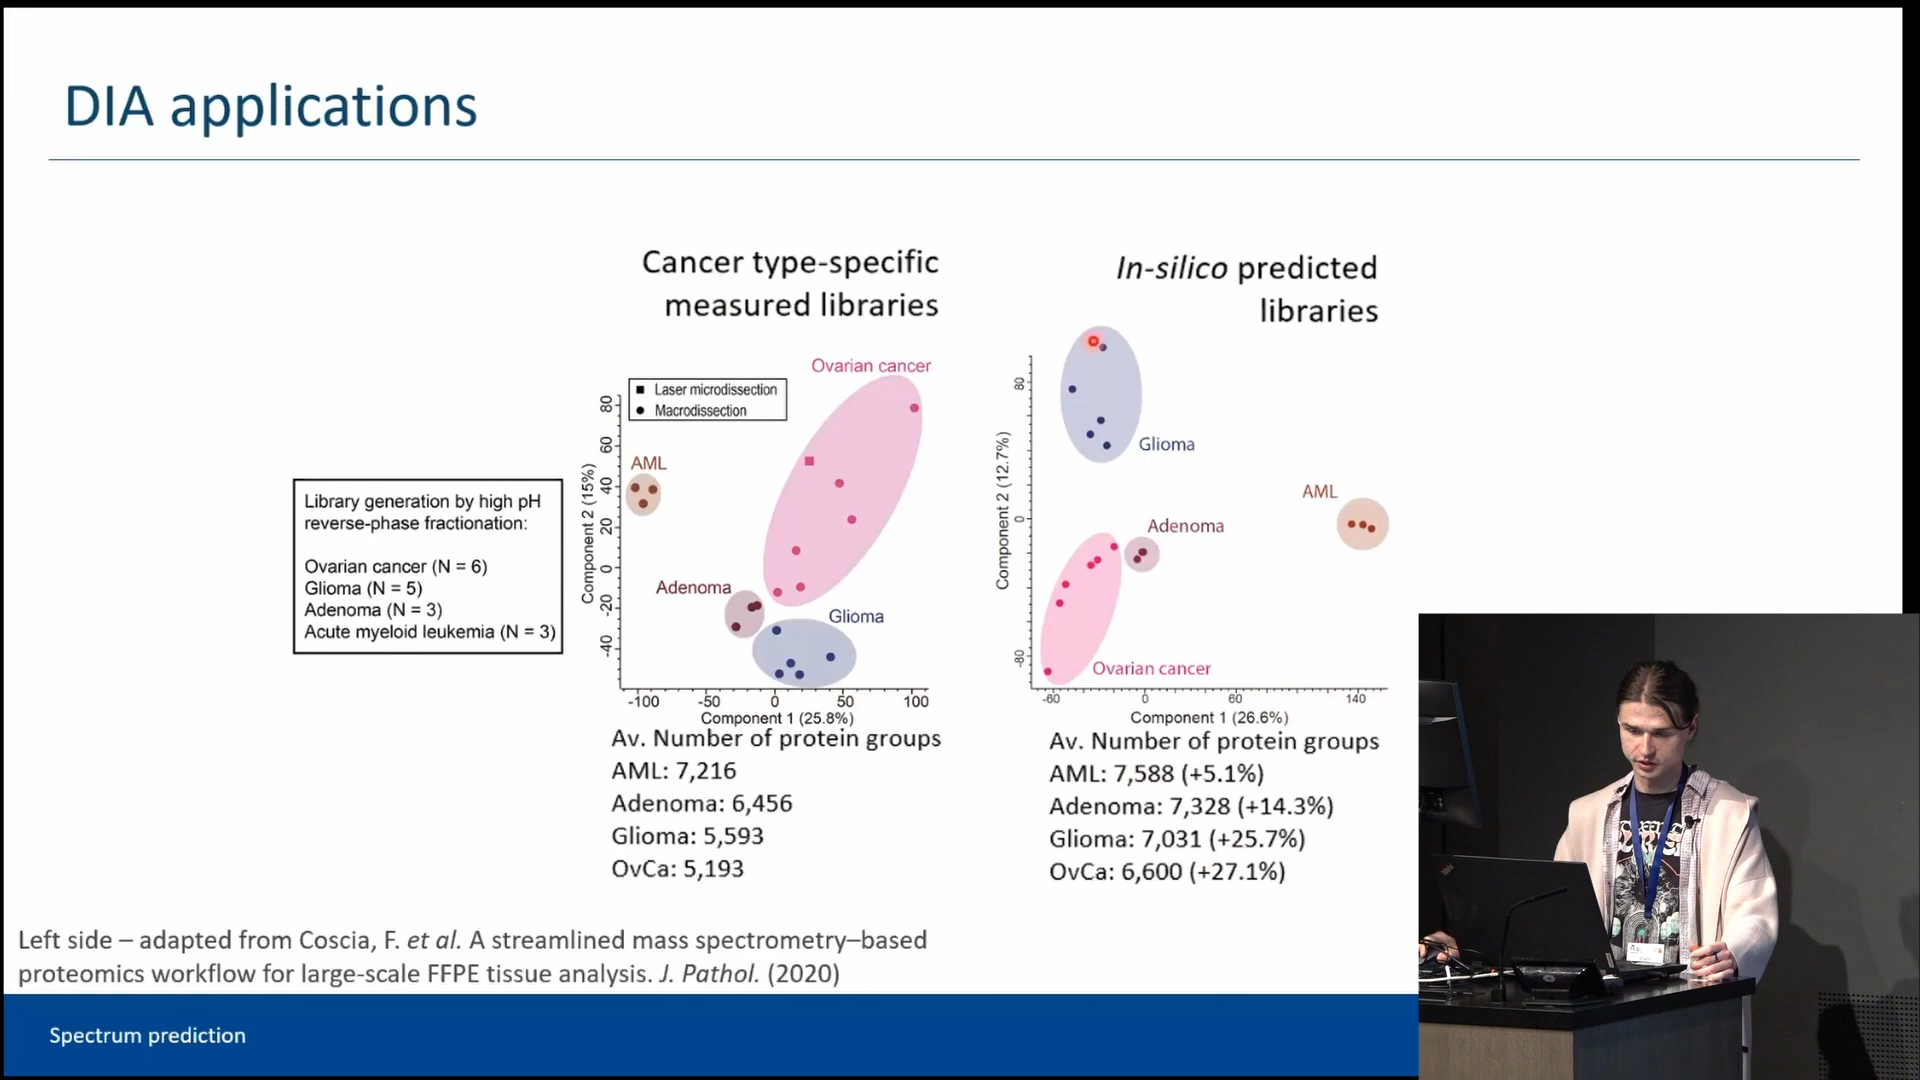 DIA applications
Cancer type-specific
measured libraries
In-silico predicted
libraries
Library generation by high pH
reverse-phase fractionation:
Ovarian cancer (N = 6)
Glioma (N = 5)
Adenoma (N = 3)
Acute myeloid leukemia (N = 3)
Ovarian cancer
Laser microdissection
Macrodissection
AML
Adenoma
Glioma
Component 2 (15%)
80
60
40
20
0
-20
-40
-100 -50 0 50 100
Component 1 (25.8%)
Glioma
AML
Adenoma
Ovarian cancer
Component 2 (12.7%)
80
0
-80
-60 0 60 140
Component 1 (26.6%)
Av. Number of protein groups
AML: 7,216
Adenoma: 6,456
Glioma: 5,593
OvCa: 5,193
Av. Number of protein groups
AML: 7,588 (+5.1%)
Adenoma: 7,328 (+14.3%)
Glioma: 7,031 (+25.7%)
OvCa: 6,600 (+27.1%)
Left side – adapted from Coscia, F. et al. A streamlined mass spectrometry–based
proteomics workflow for large-scale FFPE tissue analysis. J. Pathol. (2020)
Spectrum prediction